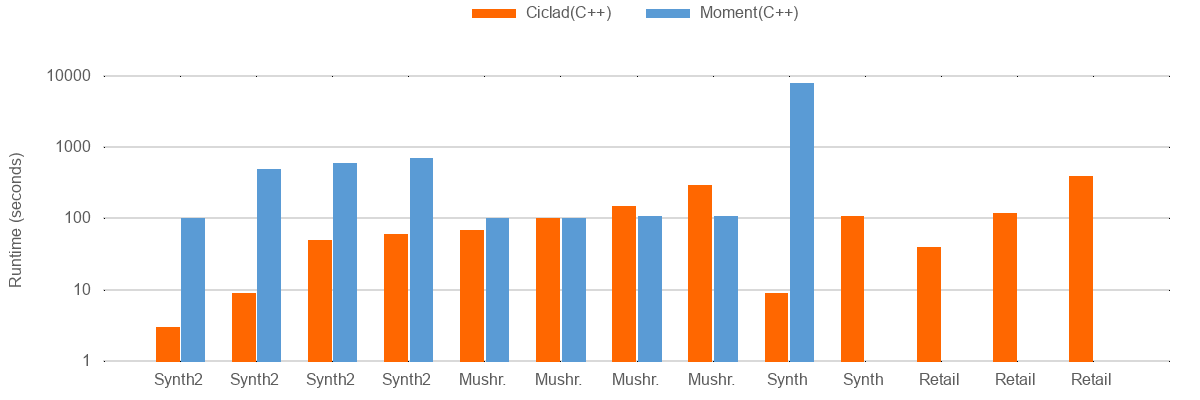 Ciclad(C++) Moment(C++)
10000
1000
100
10
1
Runtime (seconds)
Synth2 Synth2 Synth2 Synth2 Mushr. Mushr. Mushr. Mushr. Synth Synth Retail Retail Retail